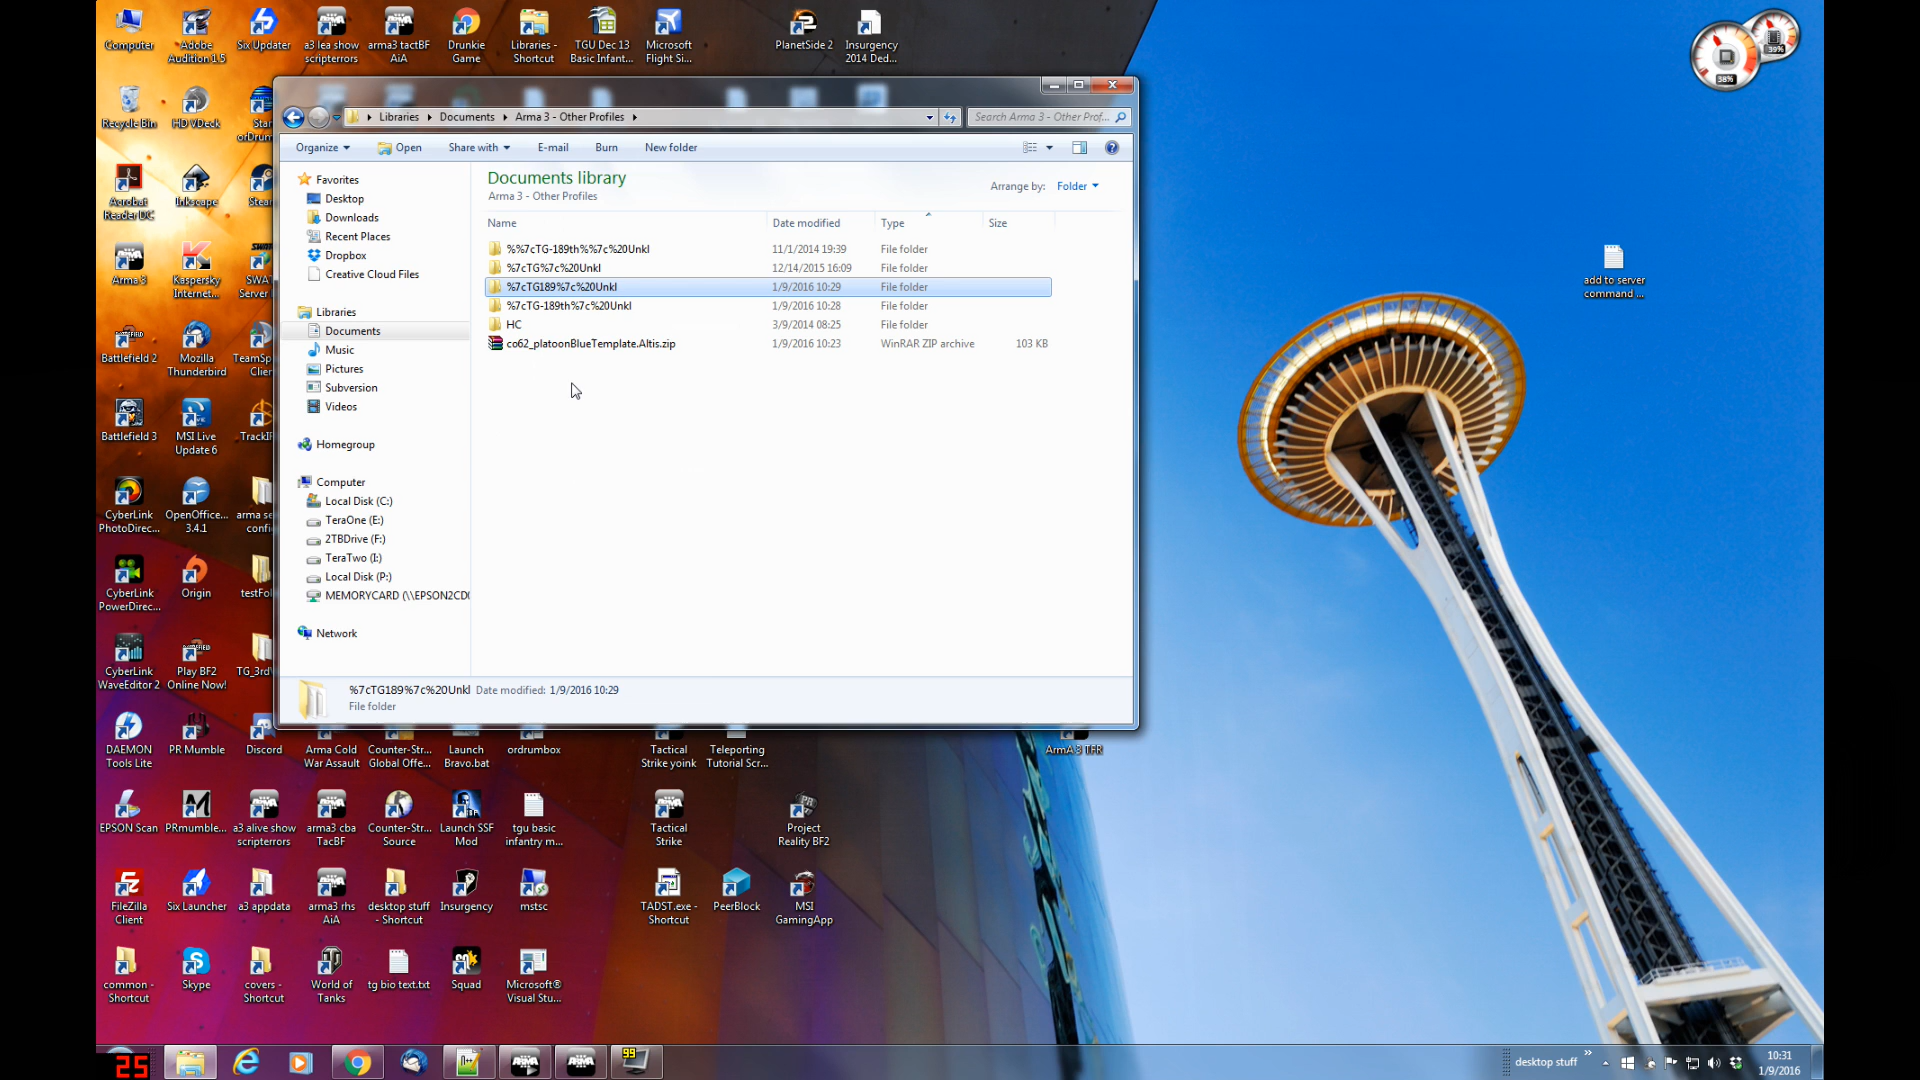 Computer
Adobe
Audition 1.5
Six Updater
a3 lea show
scripterrors
arma3 tactBF
AiA
Drunkie
Game
Libraries -
Shortcut
TGU Dec 13
Basic Infant...
Microsoft
Flight Si...
PlanetSide 2
Insurgency
2014 Ded...
38%
39%
Libraries
Documents
Arma 3 - Other Profiles
Search Arma 3 - Other Prof...
Organize
Open
Share with
E-mail
Burn
New folder
Favorites
Desktop
Downloads
Recent Places
Dropbox
Creative Cloud Files
Libraries
Documents
Music
Pictures
Subversion
Videos
Homegroup
Computer
Local Disk (C:)
TeraOne (E:)
2TBDrive (F:)
TeraTwo (I:)
Local Disk (P:)
MEMORYCARD (\\EPSON2CD
Network
Documents library
Arma 3 - Other Profiles
Arrange by: Folder
Name Date modified Type Size
%%7cTG-189th%%7c%20Unkl 11/1/2014 19:39 File folder
%7cTG%7c%20Unkl 12/14/2015 16:09 File folder
%7cTG189%7c%20Unkl 1/9/2016 10:29 File folder
%7cTG-189th%7c%20Unkl 1/9/2016 10:28 File folder
HC 3/9/2014 08:25 File folder
co62_platoonBlueTemplate.Altis.zip 1/9/2016 10:23 WinRAR ZIP archive 103 KB
%7cTG189%7c%20Unkl Date modified: 1/9/2016 10:29
File folder
Recycle Bin
HD VDeck
Star
orDrum
Acrobat
Reader DC
Inkscape
Stea
Arma 3
Kaspersky
Internet...
SWA
Server
Battlefield 2
Mozilla
Thunderbird
TeamSp
Clie
Battlefield 3
MSI Live
Update 6
TrackI
CyberLink
PhotoDirec...
OpenOffice...
3.4.1
arma se
confi
CyberLink
PowerDirec...
Origin
testFol
CyberLink
WaveEditor 2
Play BF2
Online Now!
TG_3rd
DAEMON
Tools Lite
PR Mumble
Discord
Arma Cold
War Assault
Counter-Str...
Global Offe...
Launch
Bravo.bat
ordrumbox
Tactical
Strike yoink
Teleporting
Tutorial Scr...
ArmA 3 TFR
EPSON Scan
PRmumble...
a3 alive show
scripterrors
arma3 cba
TacBF
Counter-Str...
Source
Launch SSF
Mod
tgu basic
infantry m...
Tactical
Strike
Project
Reality BF2
FileZilla
Client
Six Launcher
a3 appdata
arma3 rhs
AiA
desktop stuff
- Shortcut
Insurgency
mstsc
TADST.exe -
Shortcut
PeerBlock
MSI
GamingApp
common -
Shortcut
Skype
covers -
Shortcut
World of
Tanks
tg bio text.txt
Squad
Microsoft®
Visual Stu...
add to server
command ...
25
99
desktop stuff
10:31
1/9/2016